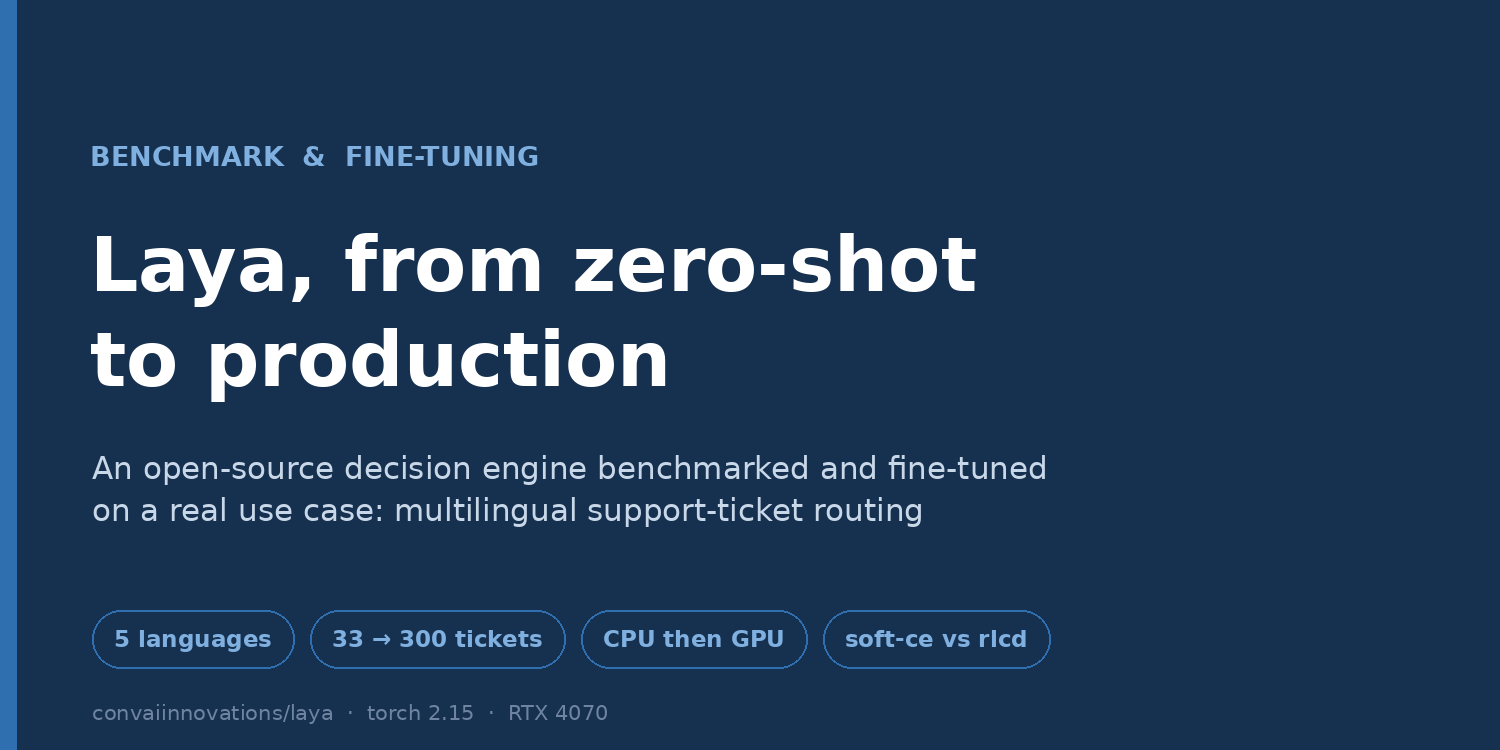 BENCHMARK & FINE-TUNING
Laya, from zero-shot
to production
An open-source decision engine benchmarked and fine-tuned
on a real use case: multilingual support-ticket routing
5 languages
33 → 300 tickets
CPU then GPU
soft-ce vs rlcd
convaiinnovations/laya · torch 2.15 · RTX 4070